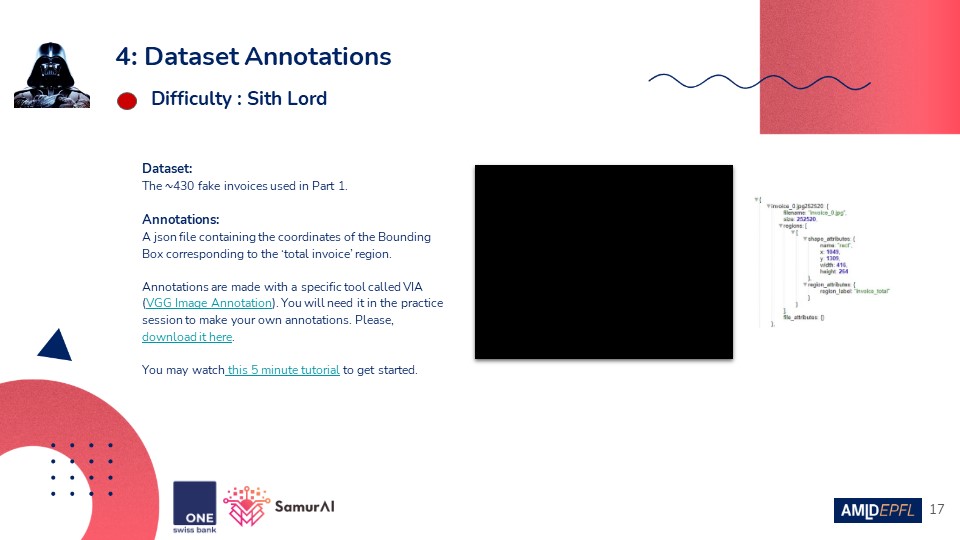 4: Dataset Annotations
Difficulty : Sith Lord
Dataset:
The ~430 fake invoices used in Part 1.
Annotations:
A json file containing the coordinates of the Bounding
Box corresponding to the ‘total invoice’ region.
Annotations are made with a specific tool called VIA
(VGG Image Annotation). You will need it in the practice
session to make your own annotations. Please,
download it here.
You may watch this 5 minute tutorial to get started.
{
invoice_0.jpg252520: {
filename: "invoice_0.jpg",
size: 252520,
regions: [
{
shape_attributes: {
name: "rect",
x: 1049,
y: 1309,
width: 416,
height: 264
},
region_attributes: {
region_label: "invoice_total"
}
}
],
file_attributes: {}
},
ONE
swiss bank
SamurAI
AMLDEPFL
17